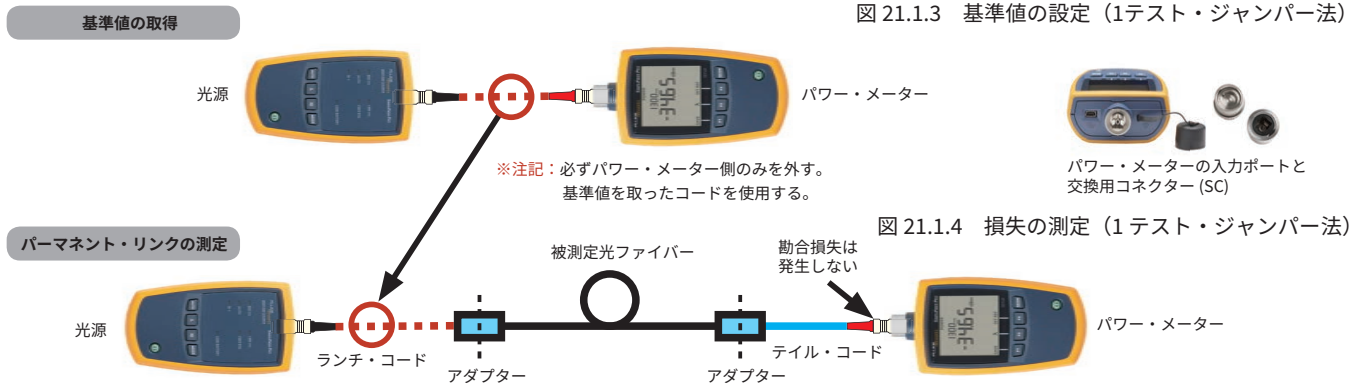 基準値の取得
図 21.1.3 基準値の設定（1テスト・ジャンパー法）
光源
パワー・メーター
※注記：必ずパワー・メーター側のみを外す。
基準値を取ったコードを使用する。
パワー・メーターの入力ポートと
交換用コネクター (SC)
パーマネント・リンクの測定
図 21.1.4 損失の測定（1 テスト・ジャンパー法）
被測定光ファイバー
勘合損失は
発生しない
光源
パワー・メーター
ランチ・コード
テイル・コード
アダプター
アダプター